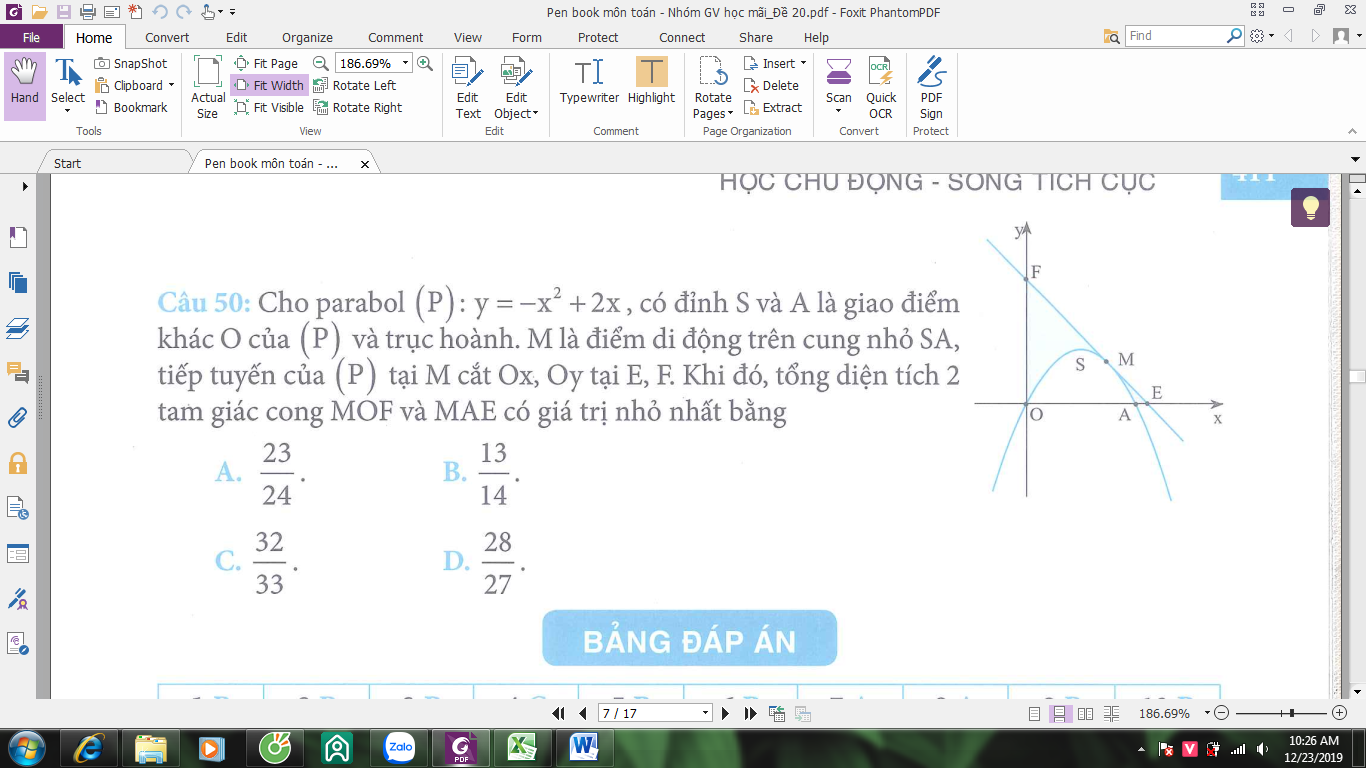 Pen book môn toán - Nhóm GV học mãi_Đề 20.pdf - Foxit PhantomPDF
File Home Convert Edit Organize Comment View Form Protect Connect Share Help Find
Hand
Select
SnapShot
Clipboard
Bookmark
Tools
Actual Size
Fit Page
Fit Width
Fit Visible
186.69%
Rotate Left
Rotate Right
View
Edit Text
Edit Object
Edit
Typewriter
Highlight
Comment
Rotate Pages
Insert
Delete
Extract
Page Organization
Scan
Quick OCR
Convert
PDF Sign
Protect
Start
Pen book môn toán - ...
HỌC CHỦ ĐỘNG - SỐNG TÍCH CỰC
Câu 50: Cho parabol (P): y = −x² + 2x, có đỉnh S và A là giao điểm
khác O của (P) và trục hoành. M là điểm di động trên cung nhỏ SA,
tiếp tuyến của (P) tại M cắt Ox, Oy tại E, F. Khi đó, tổng diện tích 2
tam giác cong MOF và MAE có giá trị nhỏ nhất bằng
A. 23/24.
B. 13/14.
C. 32/33.
D. 28/27.
y
F
S
M
E
O
A
x
BẢNG ĐÁP ÁN
7 / 17
186.69%
Zalo
PDF
10:26 AM
12/23/2019